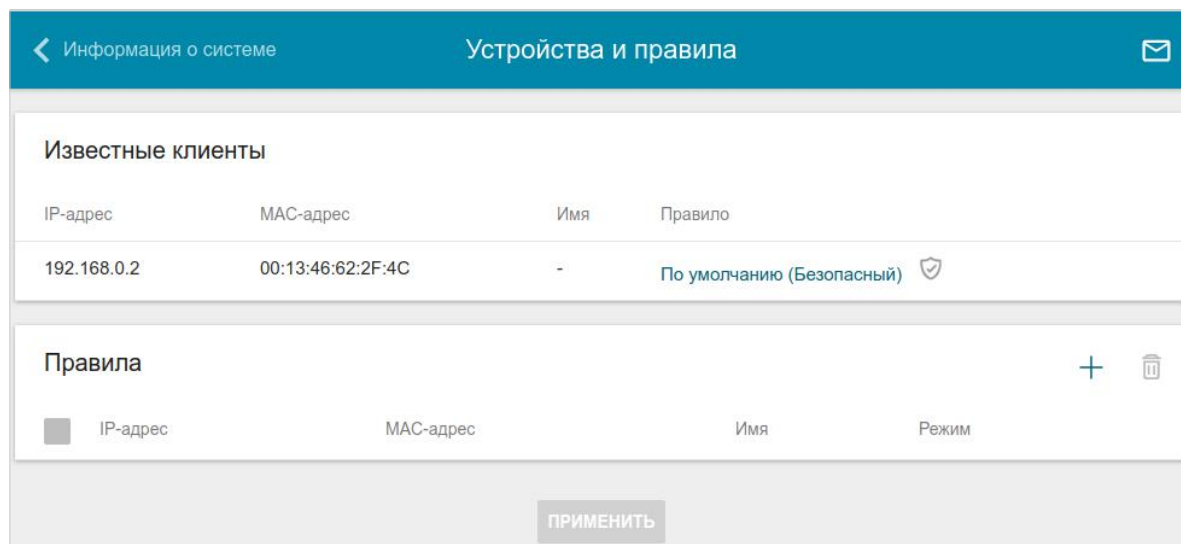 Информация о системе
Устройства и правила
Известные клиенты
IP-адрес MAC-адрес Имя Правило
192.168.0.2 00:13:46:62:2F:4C - По умолчанию (Безопасный)
Правила
IP-адрес MAC-адрес Имя Режим
ПРИМЕНИТЬ